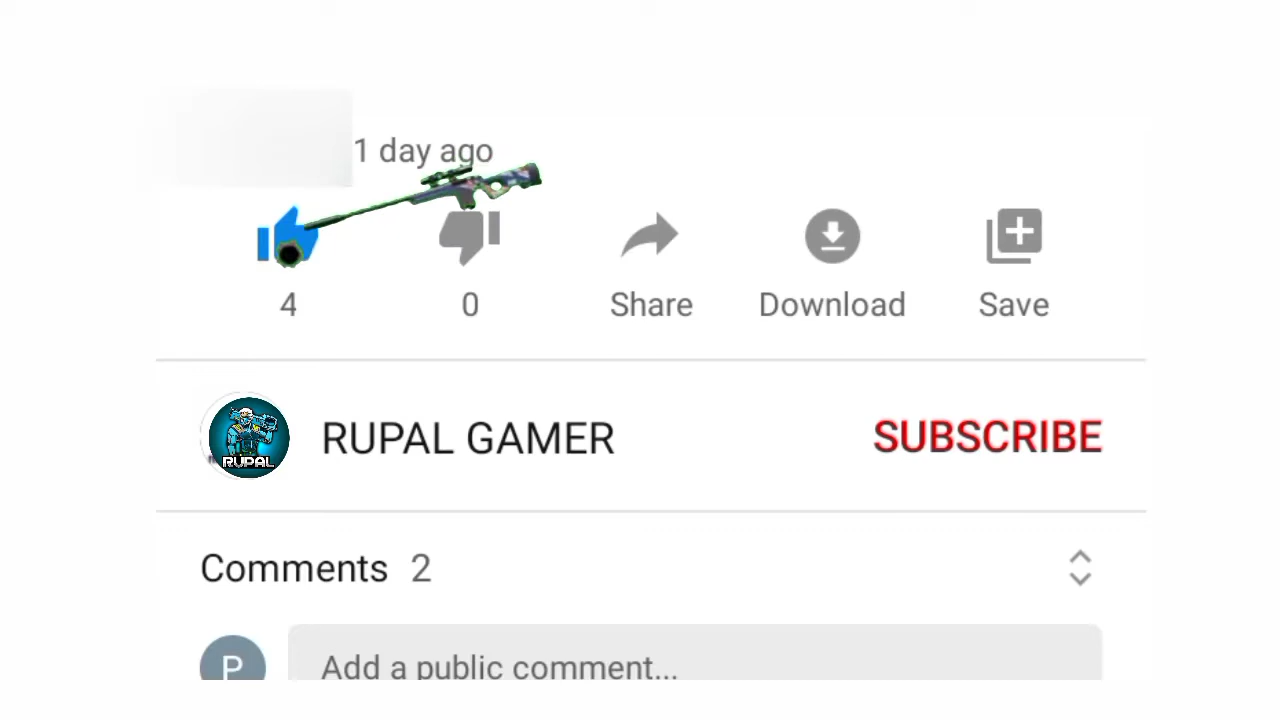 1 day ago
4 0 Share Download Save
RUPAL
RUPAL GAMER SUBSCRIBE
Comments 2
P Add a public comment...